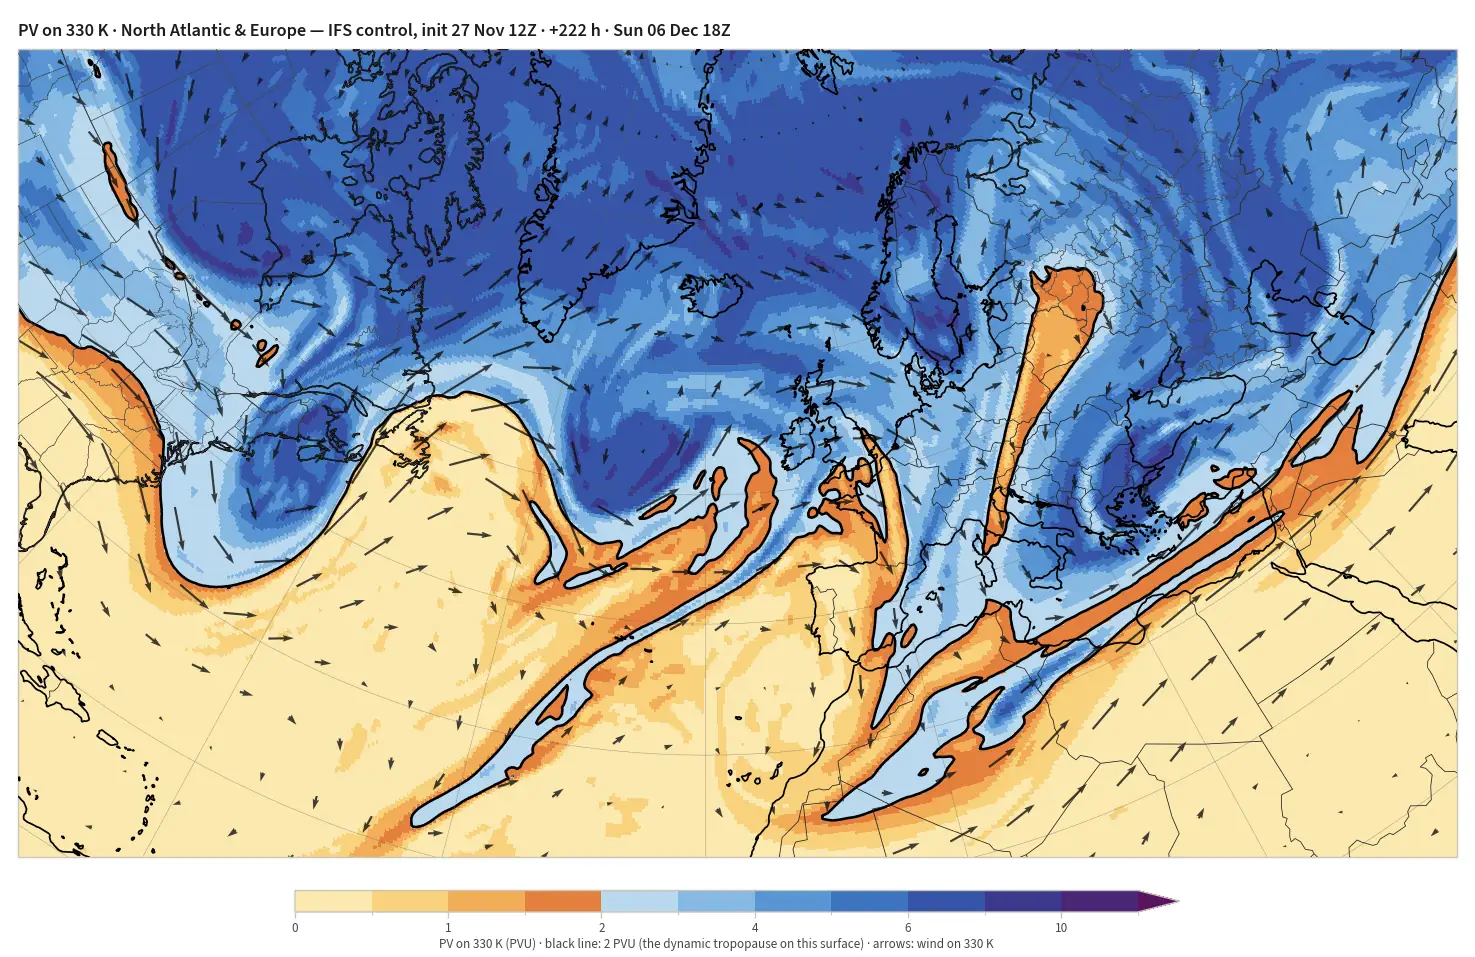 PV on 330 K · North Atlantic & Europe — IFS control, init 27 Nov 12Z · +222 h · Sun 06 Dec 18Z
0 1 2 4 6 10
PV on 330 K (PVU) · black line: 2 PVU (the dynamic tropopause on this surface) · arrows: wind on 330 K